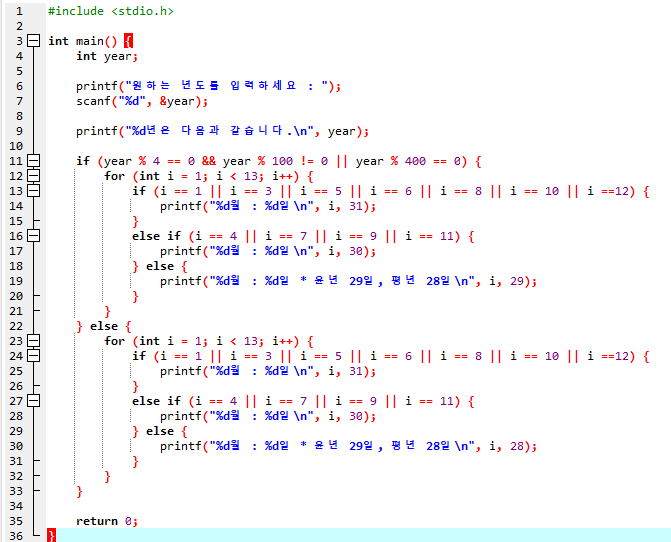 1 #include <stdio.h>
2
3 int main() {
4     int year;
5
6     printf("원하는 년도를 입력하세요 : ");
7     scanf("%d", &year);
8
9     printf("%d년은 다음과 같습니다.\n", year);
10
11     if (year % 4 == 0 && year % 100 != 0 || year % 400 == 0) {
12         for (int i = 1; i < 13; i++) {
13             if (i == 1 || i == 3 || i == 5 || i == 6 || i == 8 || i == 10 || i ==12) {
14                 printf("%d월 : %d일\n", i, 31);
15             }
16             else if (i == 4 || i == 7 || i == 9 || i == 11) {
17                 printf("%d월 : %d일\n", i, 30);
18             } else {
19                 printf("%d월 : %d일 * 윤년 29일, 평년 28일\n", i, 29);
20             }
21         }
22     } else {
23         for (int i = 1; i < 13; i++) {
24             if (i == 1 || i == 3 || i == 5 || i == 6 || i == 8 || i == 10 || i ==12) {
25                 printf("%d월 : %d일\n", i, 31);
26             }
27             else if (i == 4 || i == 7 || i == 9 || i == 11) {
28                 printf("%d월 : %d일\n", i, 30);
29             } else {
30                 printf("%d월 : %d일 * 윤년 29일, 평년 28일\n", i, 28);
31             }
32         }
33     }
34
35     return 0;
36 }